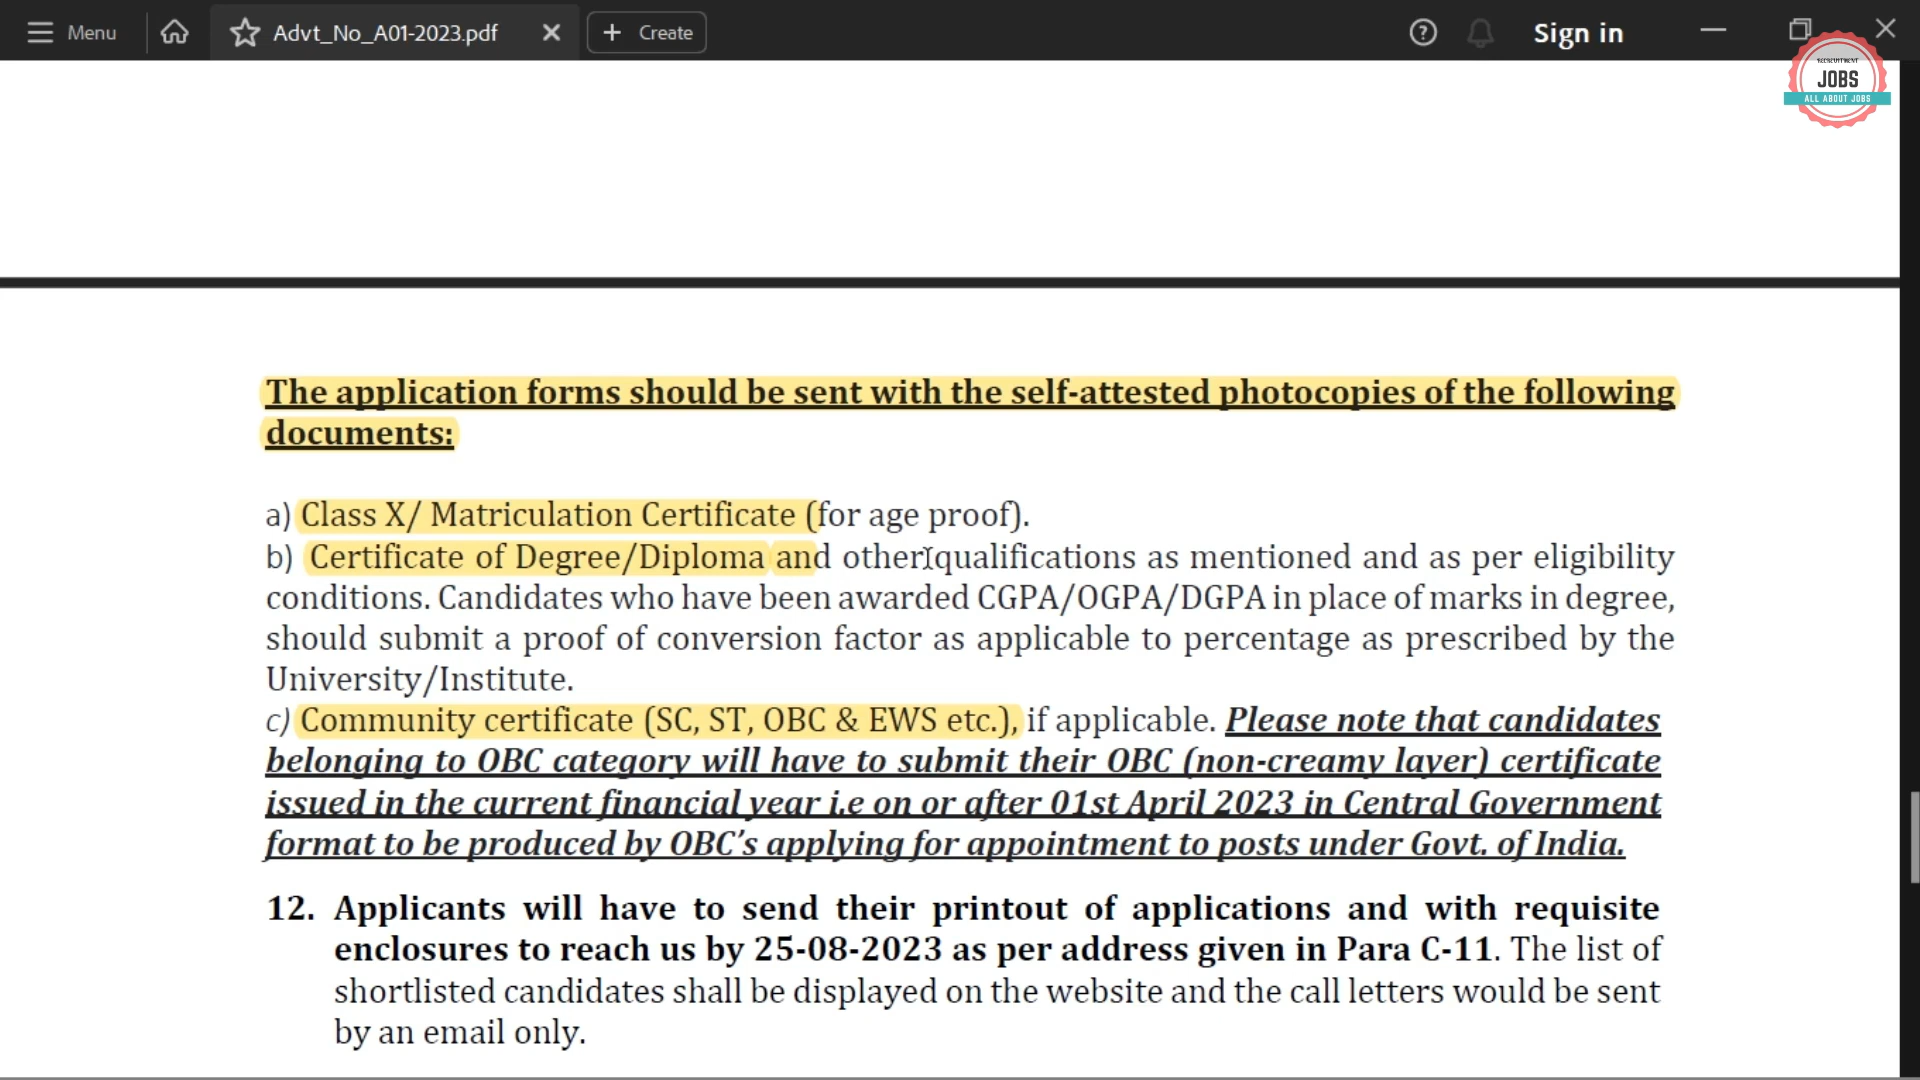 Menu
Advt_No_A01-2023.pdf
Create
Sign in
RECRUITMENT
JOBS
ALL ABOUT JOBS
The application forms should be sent with the self-attested photocopies of the following
documents:
a) Class X/ Matriculation Certificate (for age proof).
b) Certificate of Degree/Diploma and other qualifications as mentioned and as per eligibility
conditions. Candidates who have been awarded CGPA/OGPA/DGPA in place of marks in degree,
should submit a proof of conversion factor as applicable to percentage as prescribed by the
University/Institute.
c) Community certificate (SC, ST, OBC & EWS etc.), if applicable. Please note that candidates
belonging to OBC category will have to submit their OBC (non-creamy layer) certificate
issued in the current financial year i.e on or after 01st April 2023 in Central Government
format to be produced by OBC’s applying for appointment to posts under Govt. of India.
12. Applicants will have to send their printout of applications and with requisite
enclosures to reach us by 25-08-2023 as per address given in Para C-11. The list of
shortlisted candidates shall be displayed on the website and the call letters would be sent
by an email only.